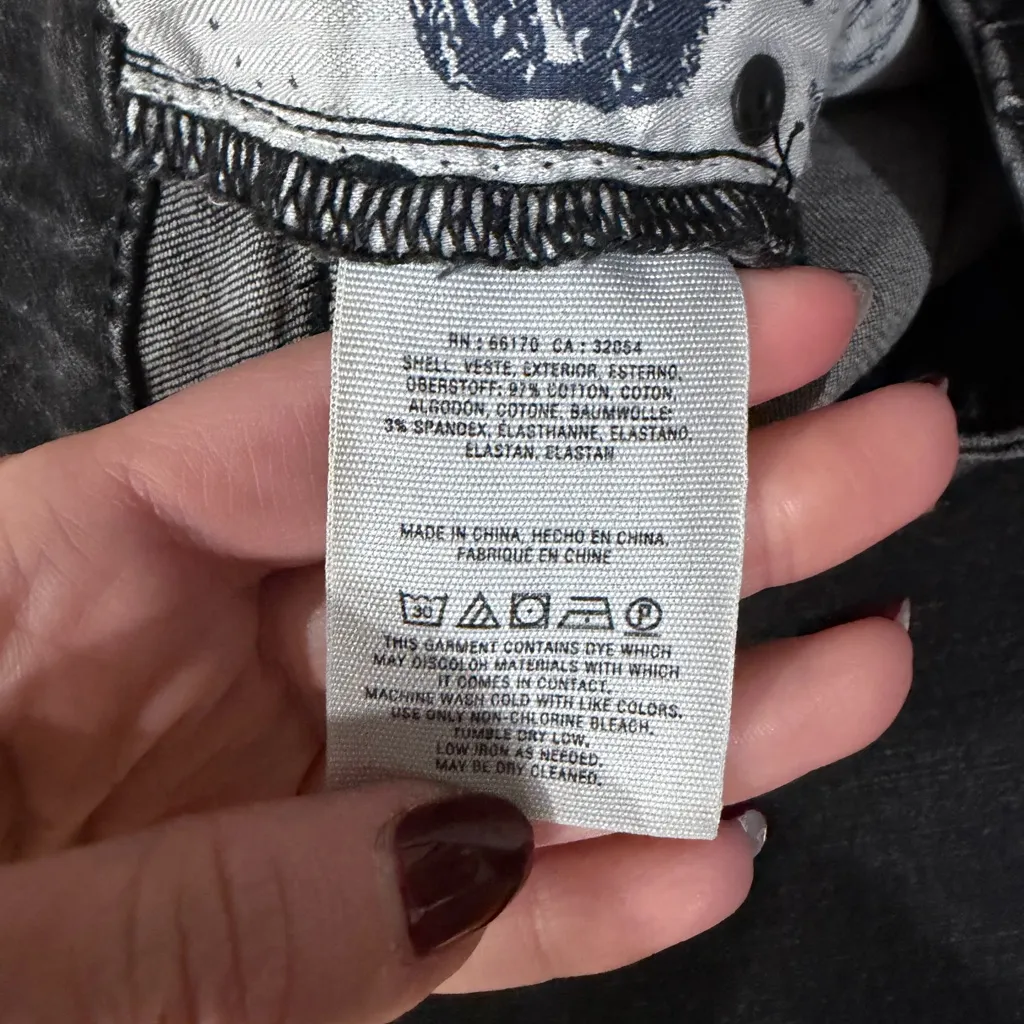 RN : 66170 CA : 32054
SHELL, VESTE, EXTERIOR, ESTERNO,
OBERSTOFF: 97% COTTON, COTON,
ALGODON, COTONE, BAUMWOLLE;
3% SPANDEX, ÉLASTHANNE, ELASTANO,
ELASTAN, ELASTAN
MADE IN CHINA, HECHO EN CHINA,
FABRIQUÉ EN CHINE
30 P
THIS GARMENT CONTAINS DYE WHICH
MAY DISCOLOR MATERIALS WITH WHICH
IT COMES IN CONTACT.
MACHINE WASH COLD WITH LIKE COLORS.
USE ONLY NON-CHLORINE BLEACH.
TUMBLE DRY LOW.
LOW IRON AS NEEDED.
MAY BE DRY CLEANED.